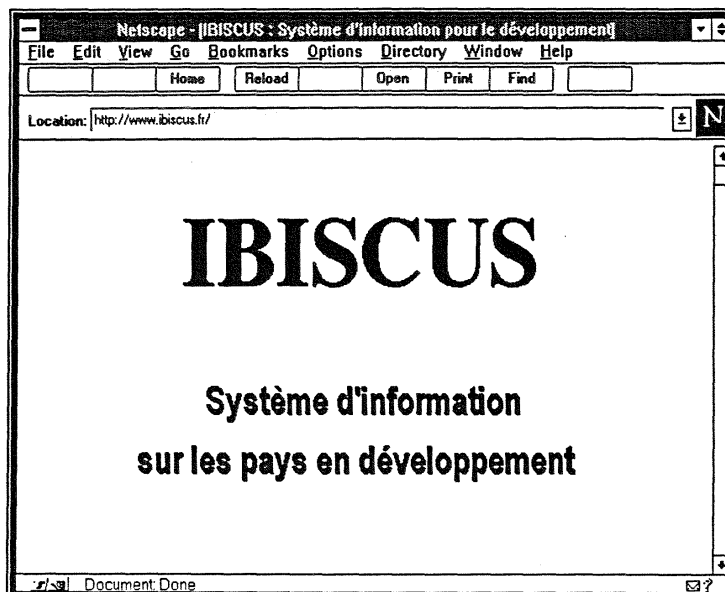 Netscape - [IBISCUS : Système d'information pour le développement]
File Edit View Go Bookmarks Options Directory Window Help
Home Reload Open Print Find
Location: http://www.ibiscus.fr/
N
IBISCUS
Système d'information
sur les pays en développement
Document: Done
?